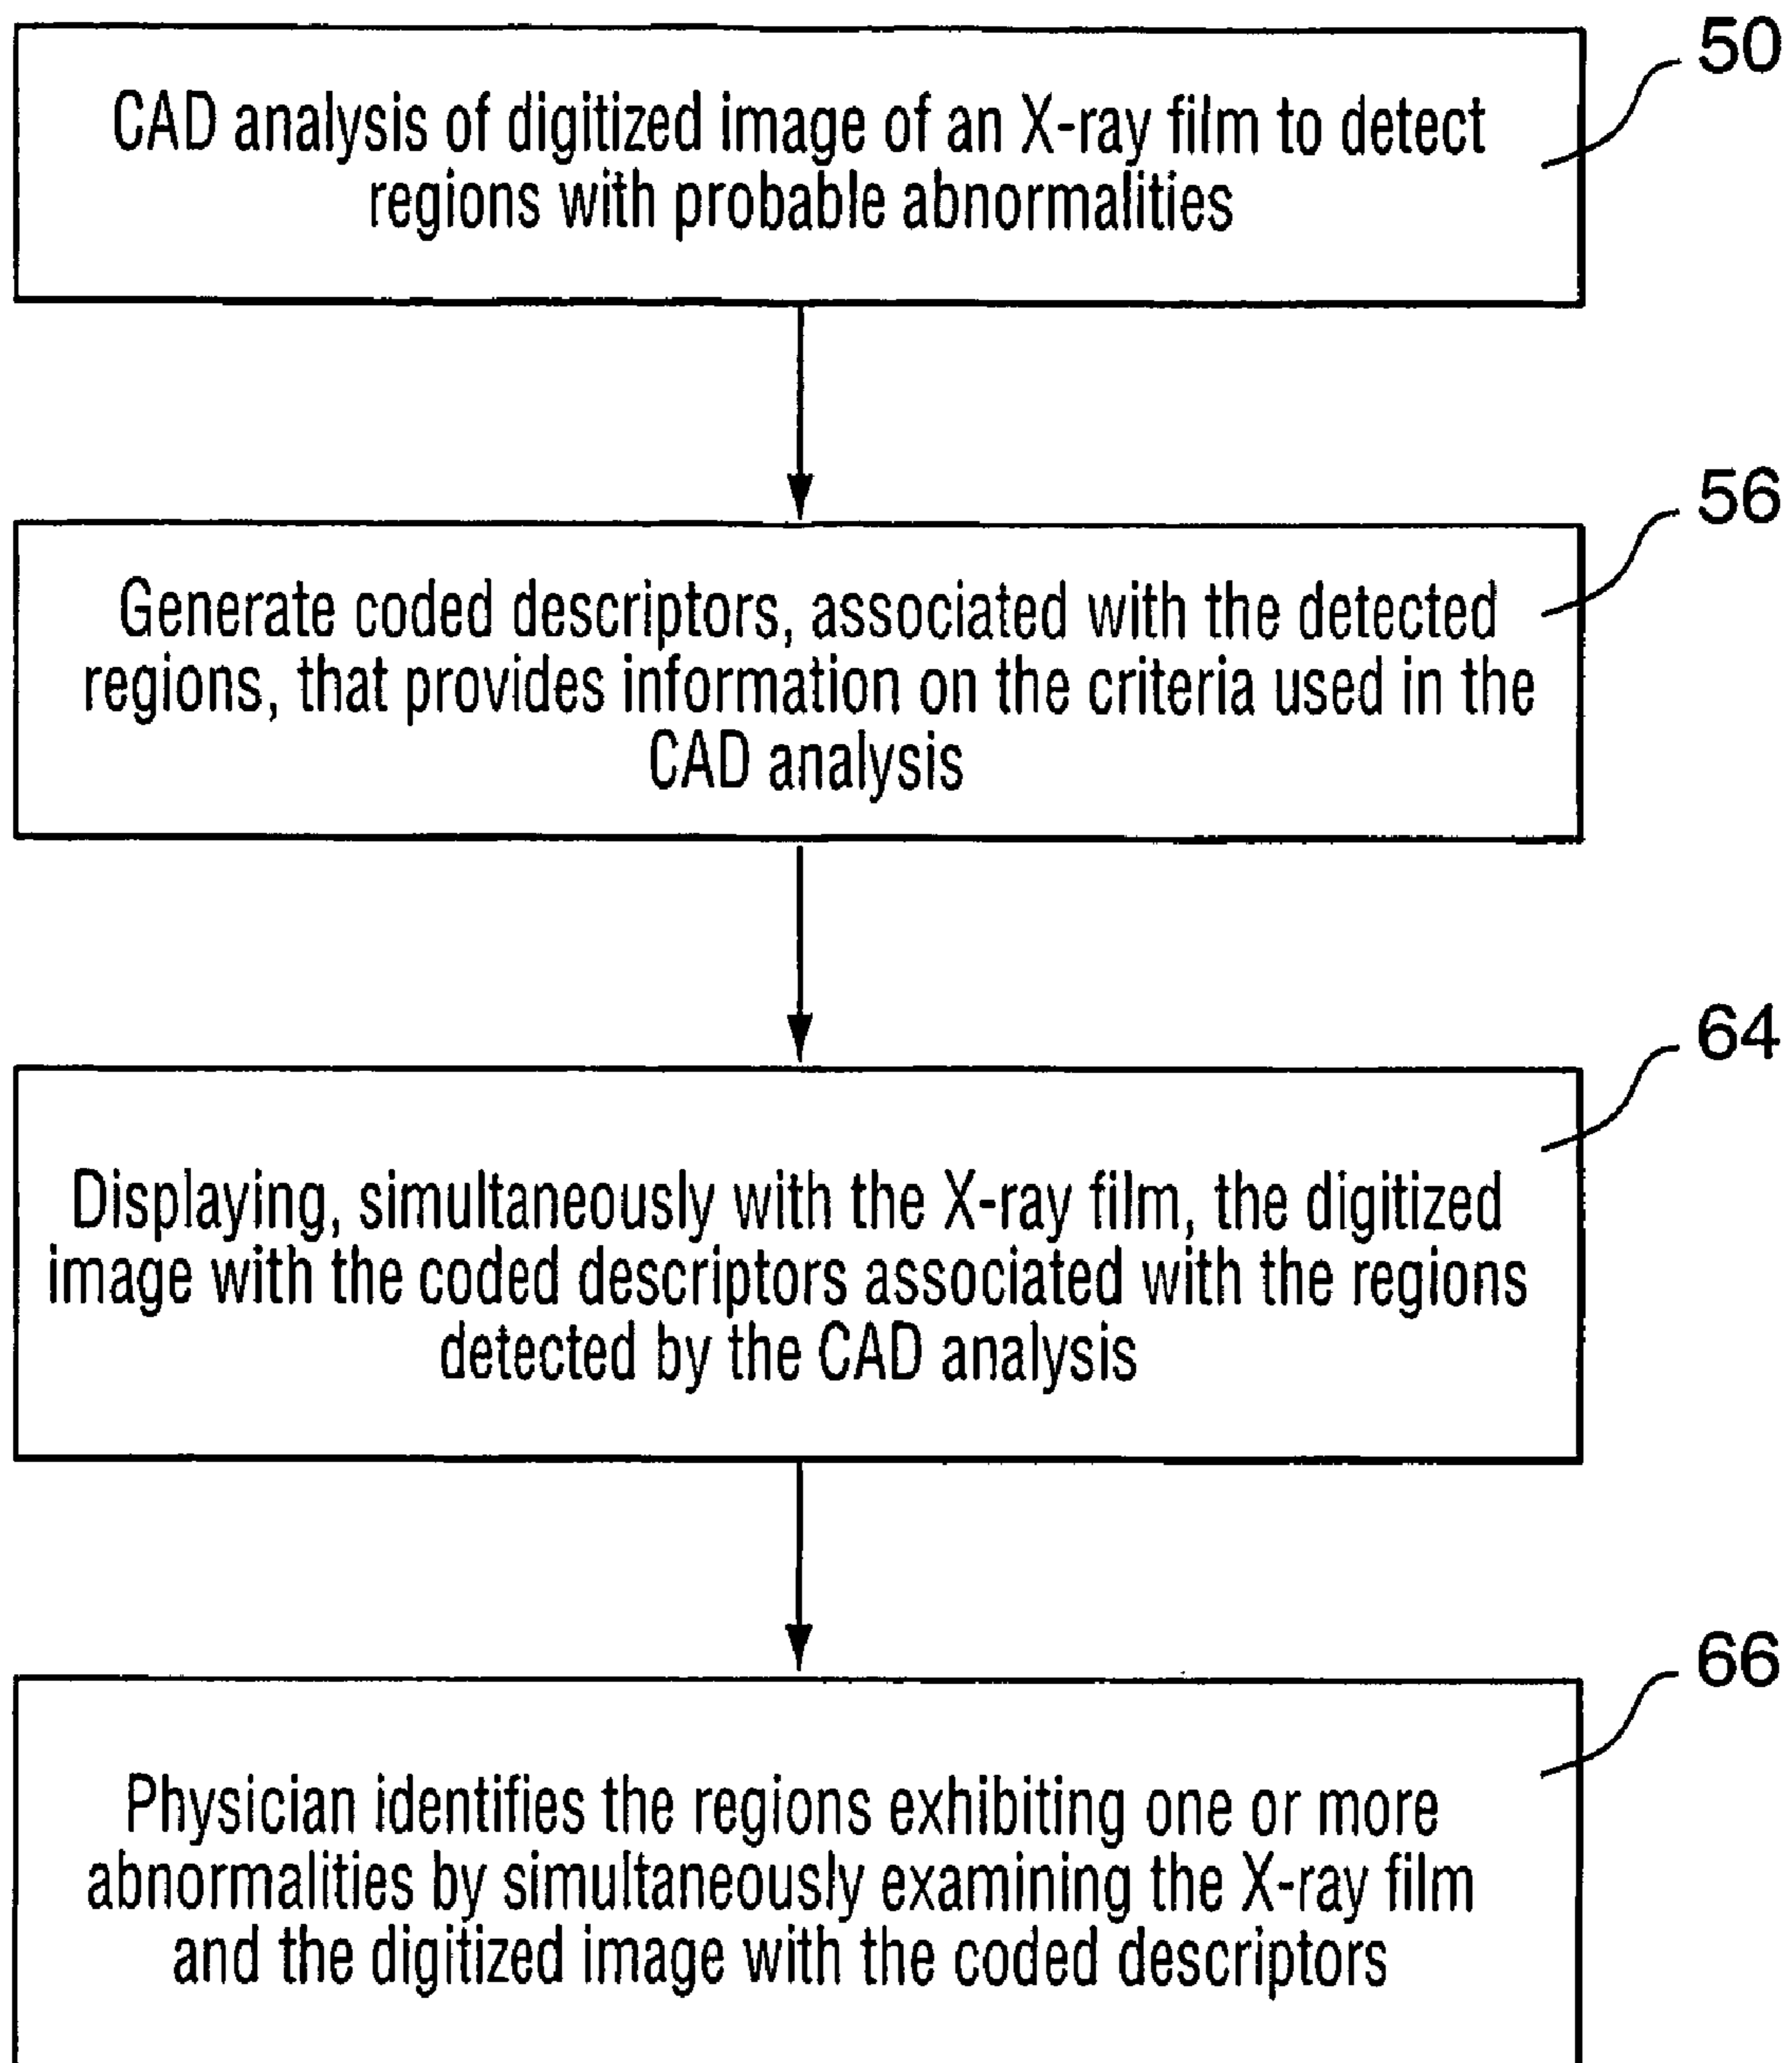 50
CAD analysis of digitized image of an X-ray film to detect
regions with probable abnormalities
56
Generate coded descriptors, associated with the detected
regions, that provides information on the criteria used in the
CAD analysis
64
Displaying, simultaneously with the X-ray film, the digitized
image with the coded descriptors associated with the regions
detected by the CAD analysis
66
Physician identifies the regions exhibiting one or more
abnormalities by simultaneously examining the X-ray film
and the digitized image with the coded descriptors